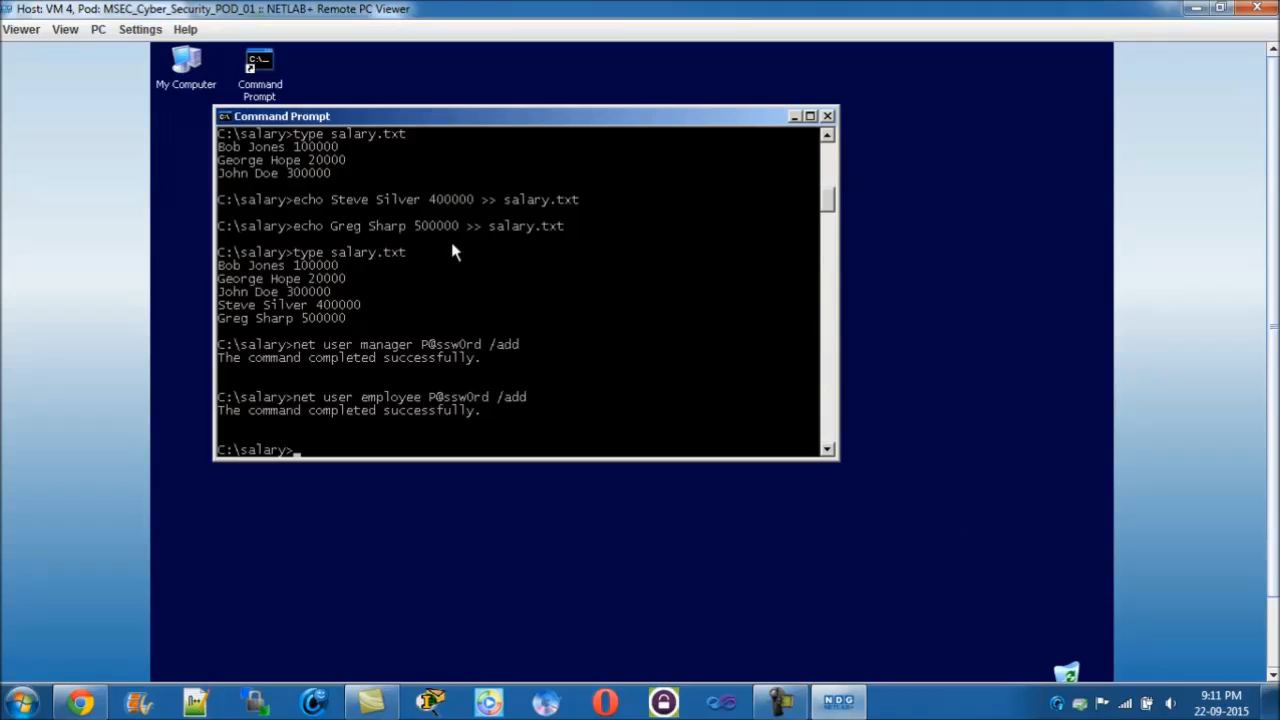 Host: VM 4, Pod: MSEC_Cyber_Security_POD_01 :: NETLAB+ Remote PC Viewer
Viewer View PC Settings Help
My Computer
Command Prompt
Command Prompt
C:\salary>type salary.txt
Bob Jones 100000
George Hope 20000
John Doe 300000
C:\salary>echo Steve Silver 400000 >> salary.txt
C:\salary>echo Greg Sharp 500000 >> salary.txt
C:\salary>type salary.txt
Bob Jones 100000
George Hope 20000
John Doe 300000
Steve Silver 400000
Greg Sharp 500000
C:\salary>net user manager P@ssw0rd /add
The command completed successfully.
C:\salary>net user employee P@ssw0rd /add
The command completed successfully.
C:\salary>_
NDG
NETLAB+
9:11 PM
22-09-2015